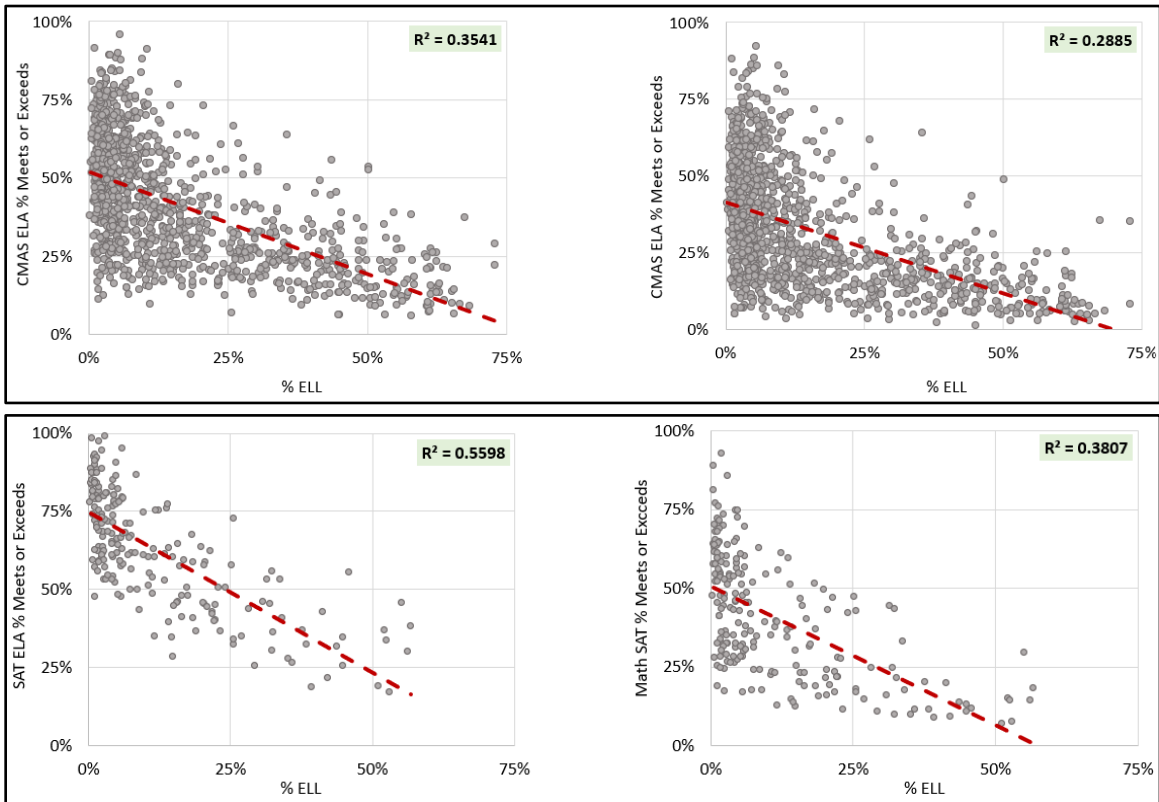 100%
75%
50%
25%
0%
CMAS ELA % Meets or Exceeds
R² = 0.3541
0% 25% 50% 75%
% ELL
100%
75%
50%
25%
0%
CMAS ELA % Meets or Exceeds
R² = 0.2885
0% 25% 50% 75%
% ELL
100%
75%
50%
25%
0%
SAT ELA % Meets or Exceeds
R² = 0.5598
0% 25% 50% 75%
% ELL
100%
75%
50%
25%
0%
Math SAT % Meets or Exccеds
R² = 0.3807
0% 25% 50% 75%
% ELL